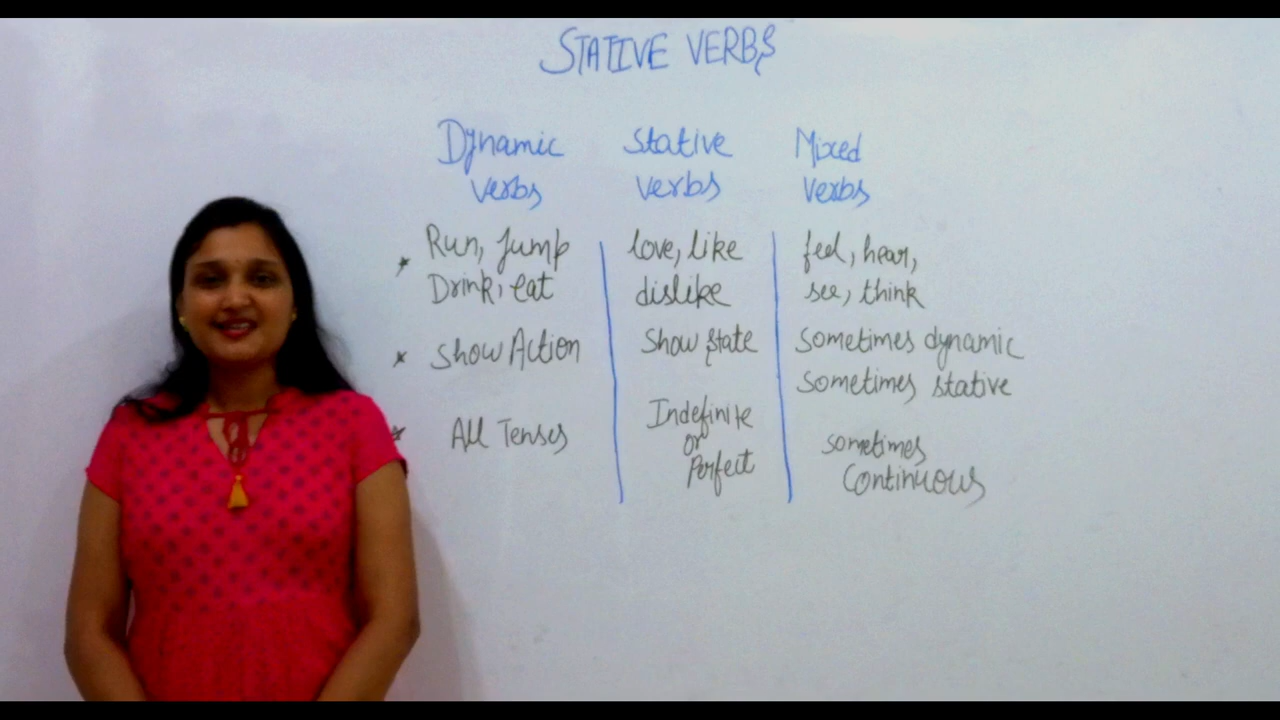 STATIVE VERBS
Dynamic
verbs
Stative
verbs
Mixed
verbs
Run, Jump
Drink, eat
Show Action
All Tenses
love, like
dislike
Show State
Indefinite
or
Perfect
feel, hear,
see, think
Sometimes dynamic
Sometimes stative
sometimes
Continuous